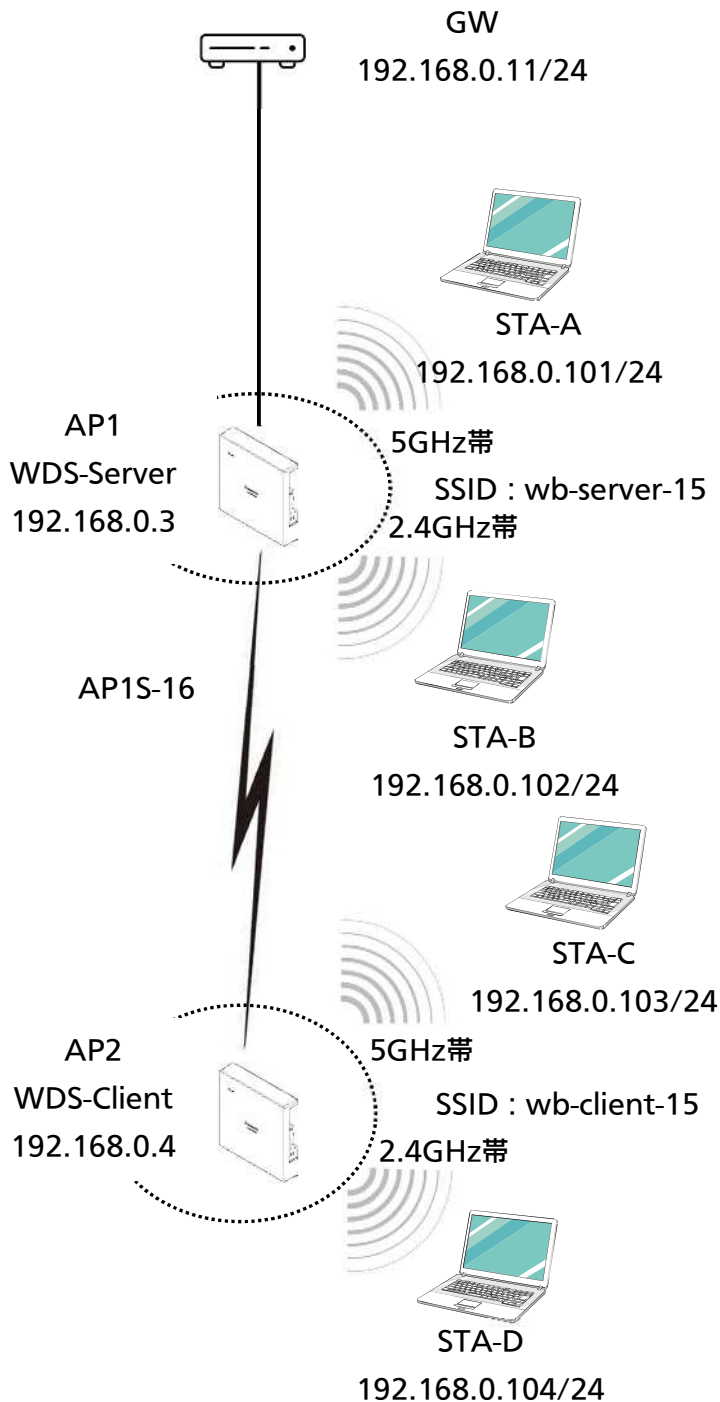 GW
192.168.0.11/24
STA-A
192.168.0.101/24
AP1
WDS-Server
192.168.0.3
5GHz帯
SSID : wb-server-15
2.4GHz帯
AP1S-16
STA-B
192.168.0.102/24
STA-C
192.168.0.103/24
AP2
WDS-Client
192.168.0.4
5GHz帯
SSID : wb-client-15
2.4GHz帯
STA-D
192.168.0.104/24